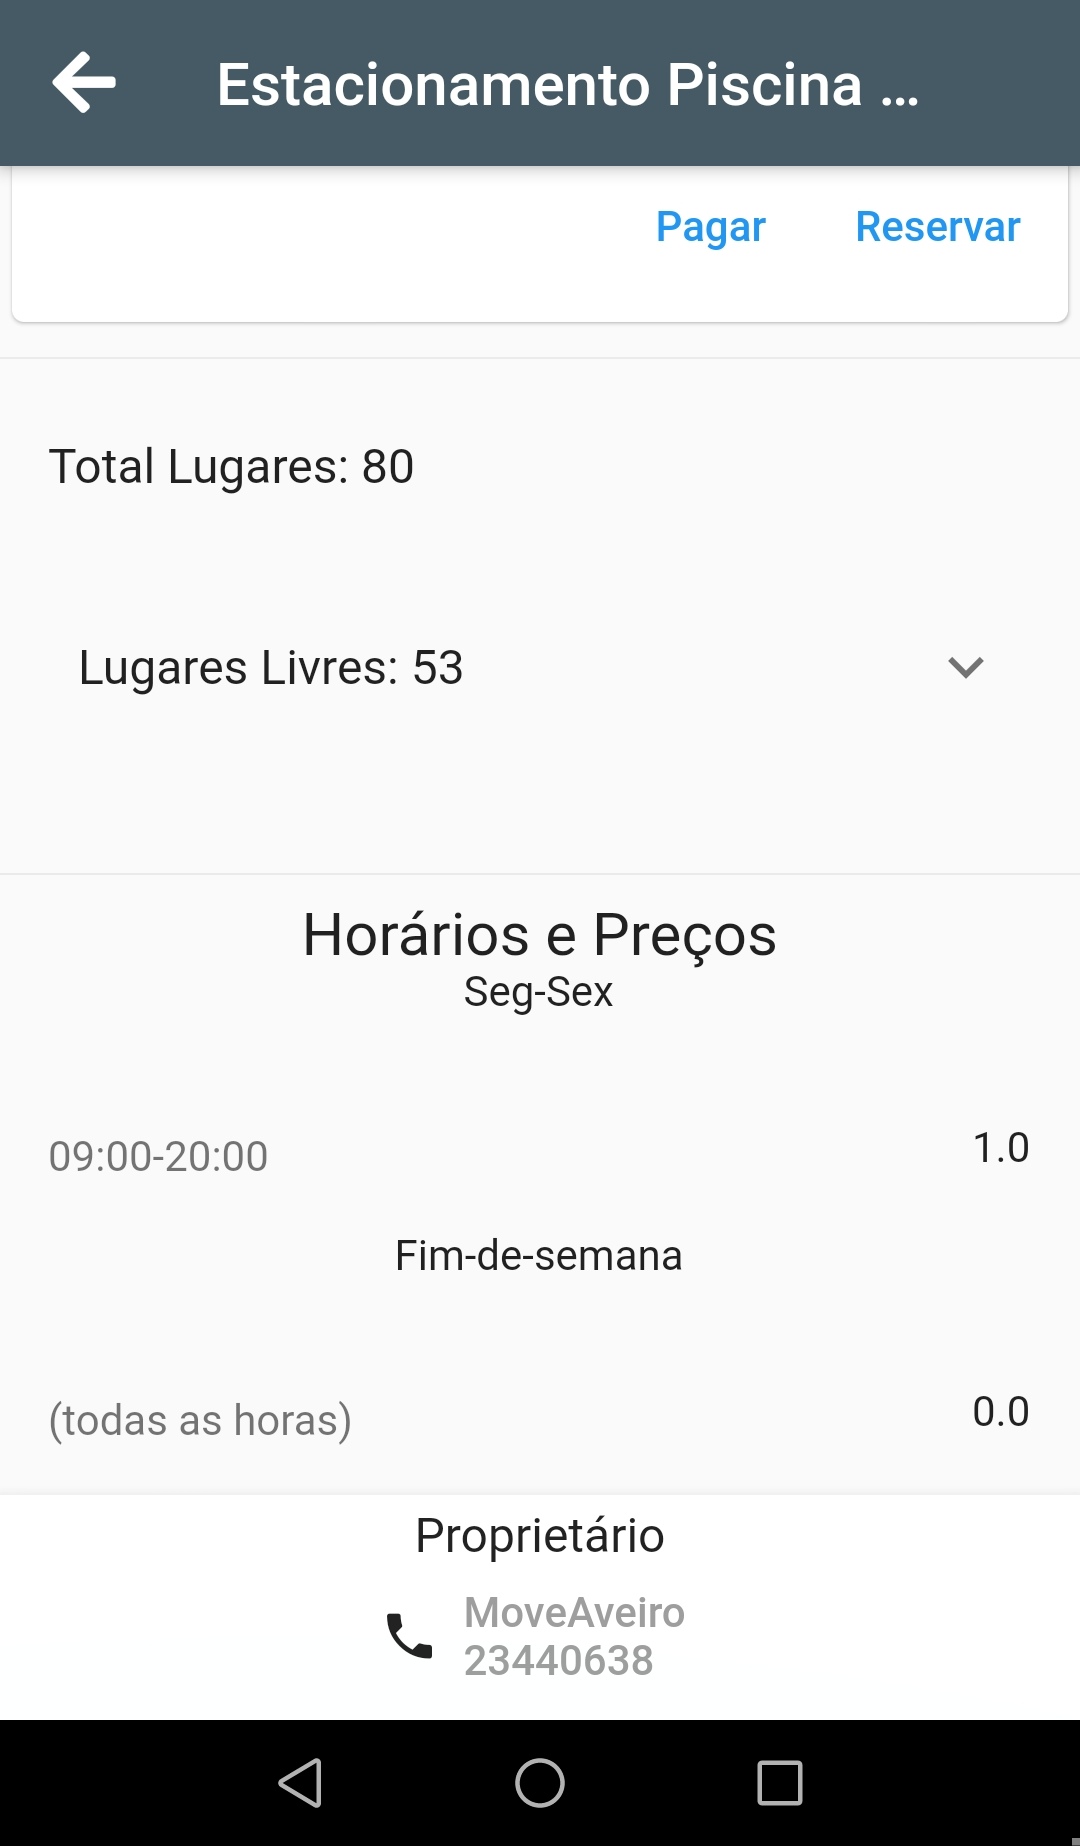 Estacionamento Piscina ...
Pagar Reservar
Total Lugares: 80
Lugares Livres: 53
Horários e Preços
Seg-Sex
09:00-20:00 1.0
Fim-de-semana
(todas as horas) 0.0
Proprietário
MoveAveiro
23440638